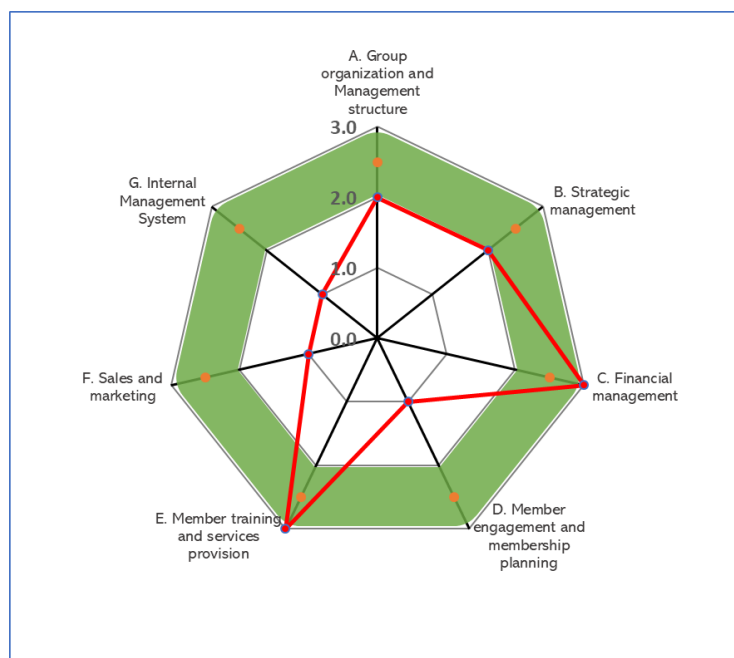 A. Group
organization and
Management
structure
3.0
G. Internal
Management
System
B. Strategic
management
2.0
1.0
0.0
F. Sales and
marketing
C. Financial
management
E. Member training
and services
provision
D. Member
engagement and
membership
planning